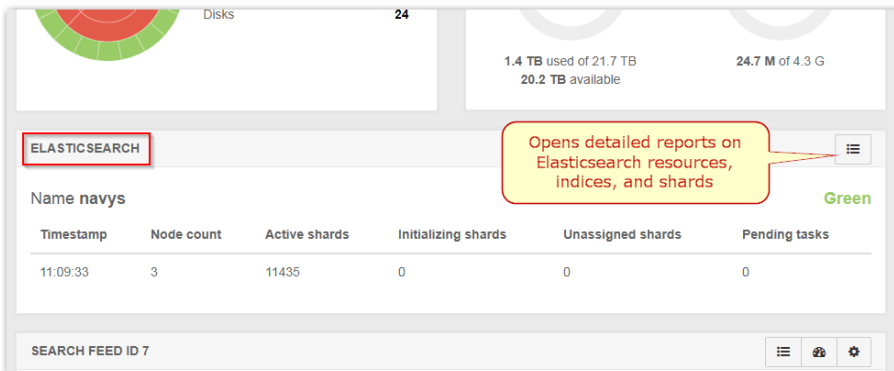 Disks 24
1.4 TB used of 21.7 TB
20.2 TB available
24.7 M of 4.3 G
ELASTICSEARCH
Opens detailed reports on
Elasticsearch resources,
indices, and shards
Name navys Green
Timestamp Node count Active shards Initializing shards Unassigned shards Pending tasks
11:09:33 3 11435 0 0 0
SEARCH FEED ID 7